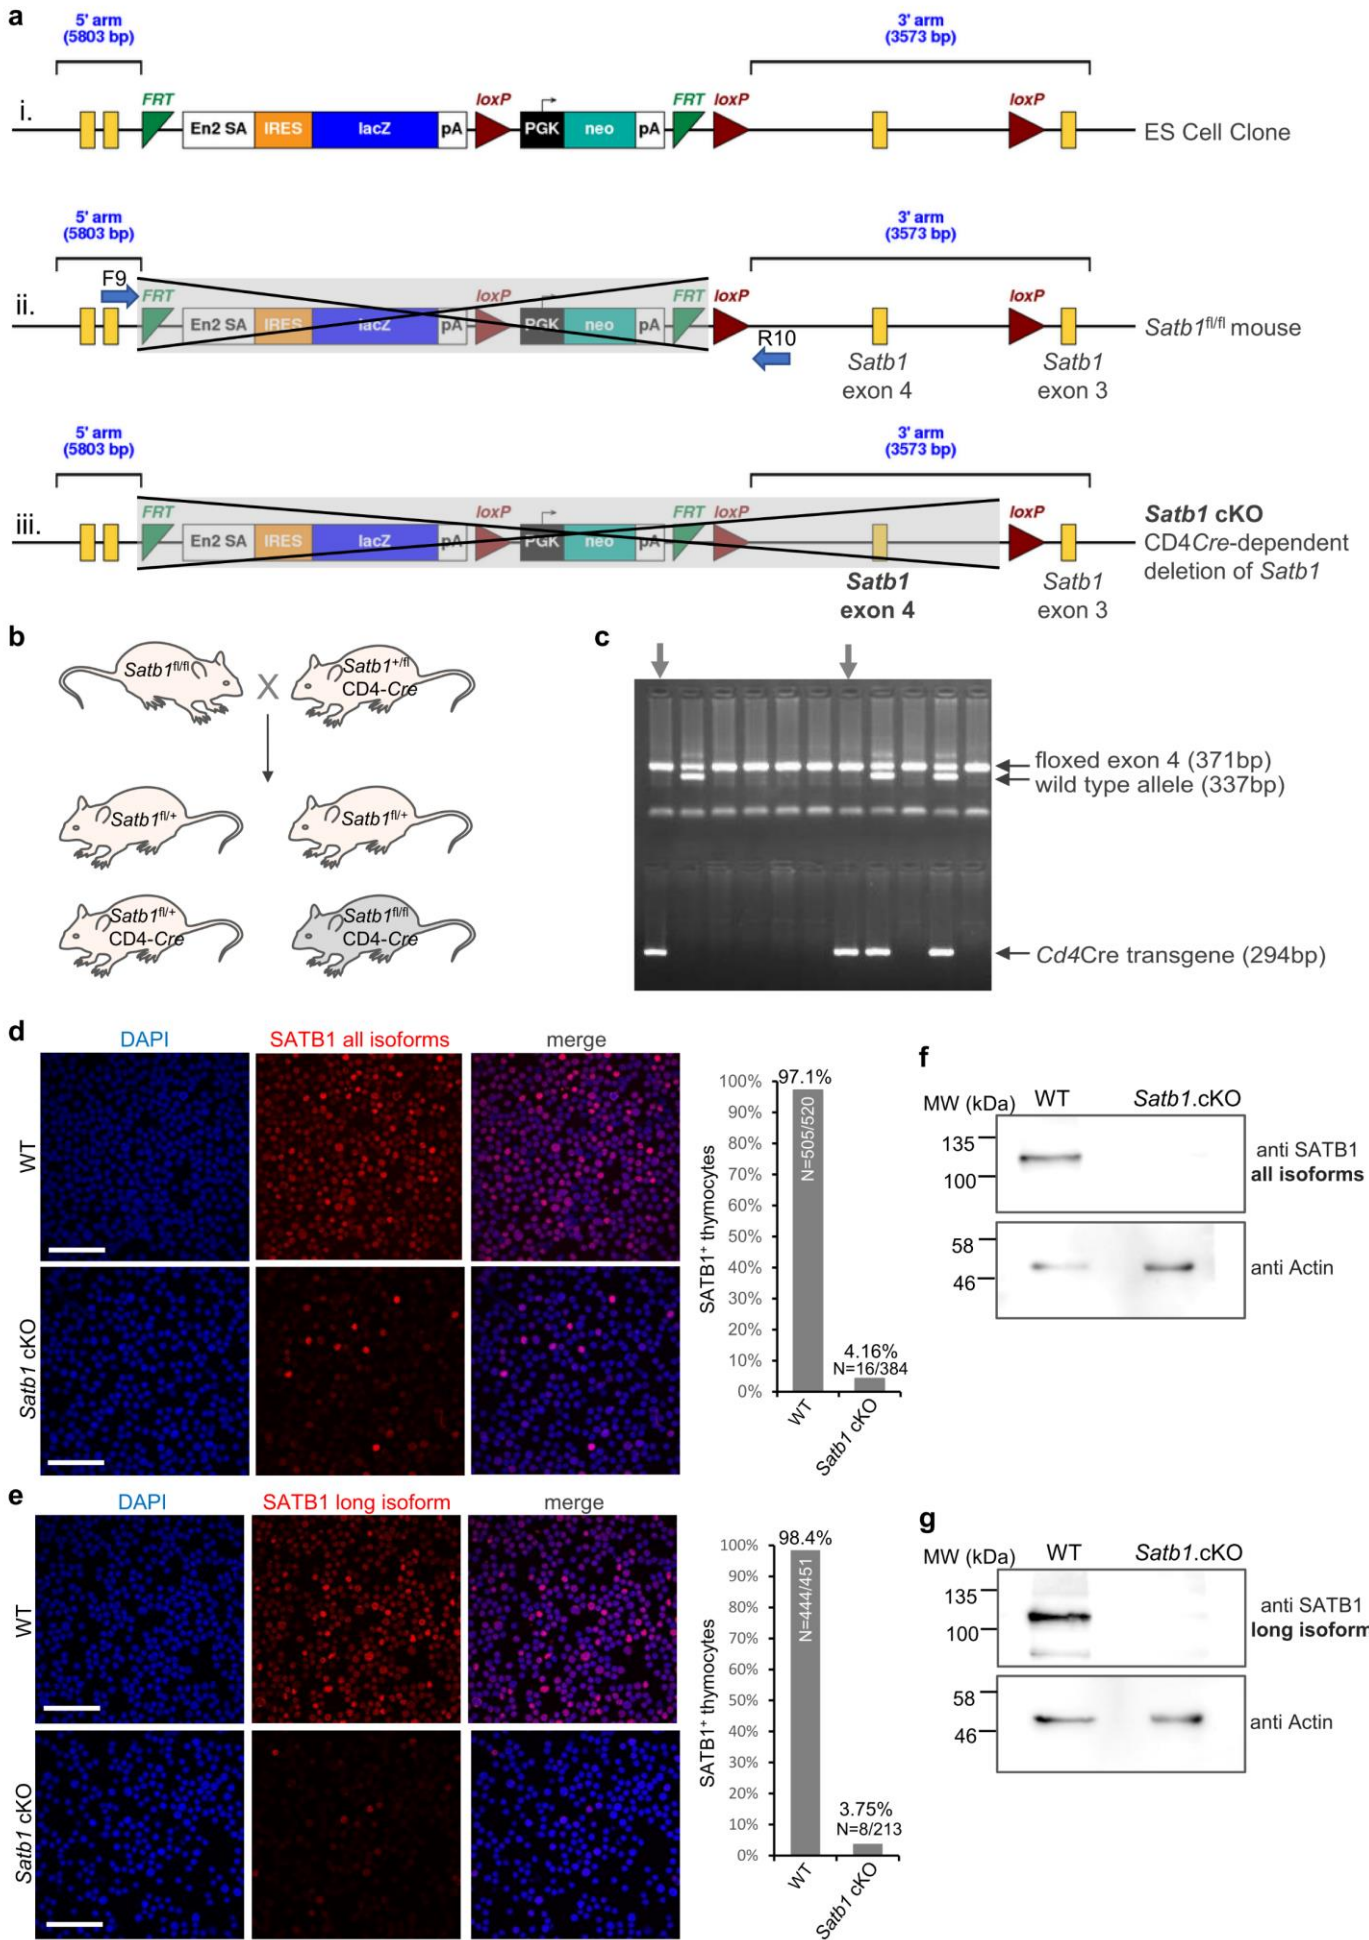 a
5' arm
(5803 bp)
3' arm
(3573 bp)
i.
FRT
En2 SA
IRES
lacZ
pA
loxP
PGK
neo
pA
FRT
loxP
loxP
ES Cell Clone
5' arm
(5803 bp)
3' arm
(3573 bp)
F9
ii.
FRT
En2 SA
IRES
lacZ
pA
loxP
PGK
neo
pA
FRT
loxP
R10
loxP
Satb1fl/fl mouse
Satb1
exon 4
Satb1
exon 3
5' arm
(5803 bp)
3' arm
(3573 bp)
iii.
FRT
En2 SA
IRES
lacZ
pA
loxP
PGK
neo
pA
FRT
loxP
loxP
Satb1 cKO
CD4Cre-dependent
deletion of Satb1
Satb1
exon 4
Satb1
exon 3
b
Satb1fl/fl
X
Satb1+/fl
CD4-Cre
Satb1fl/+
Satb1fl/+
Satb1fl/+
CD4-Cre
Satb1fl/fl
CD4-Cre
c
floxed exon 4 (371bp)
wild type allele (337bp)
Cd4Cre transgene (294bp)
d
DAPI
SATB1 all isoforms
merge
WT
Satb1 cKO
SATB1+ thymocytes
100%
90%
80%
70%
60%
50%
40%
30%
20%
10%
0%
97.1%
N=505/520
4.16%
N=16/384
WT
Satb1 cKO
f
MW (kDa)
WT
Satb1.cKO
135
100
anti SATB1
all isoforms
58
46
anti Actin
e
DAPI
SATB1 long isoform
merge
WT
Satb1 cKO
SATB1+ thymocytes
100%
90%
80%
70%
60%
50%
40%
30%
20%
10%
0%
98.4%
N=444/451
3.75%
N=8/213
WT
Satb1 cKO
g
MW (kDa)
WT
Satb1.cKO
135
100
anti SATB1
long isoform
58
46
anti Actin